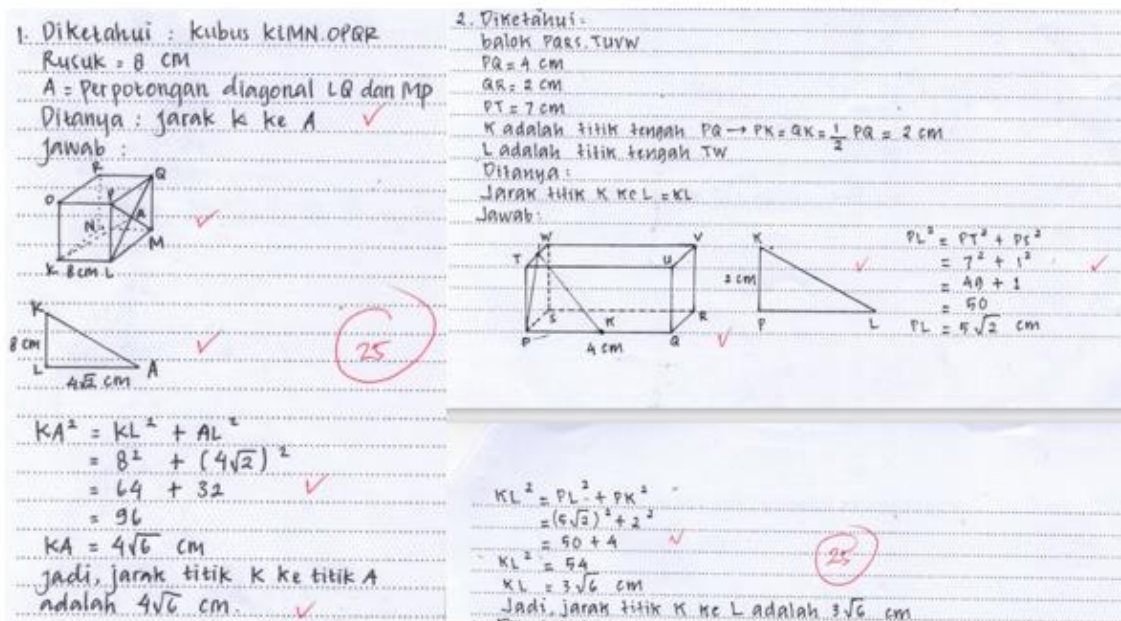 1. Diketahui : kubus KLMN.OPQR
Rusuk = 8 cm
A = Perpotongan diagonal LQ dan MP
Ditanya : Jarak K ke A
Jawab :
R Q
O P
A
N M
K 8 cm L
K
8 cm
L 4√2 cm A
25
KA² = KL² + AL²
= 8² + (4√2)²
= 64 + 32
= 96
KA = 4√6 cm
Jadi, jarak titik K ke titik A
adalah 4√6 cm.
2. Diketahui :
balok PQRS.TUVW
PQ = 4 cm
QR = 2 cm
PT = 7 cm
K adalah titik tengah PQ → PK = QK = 1/2 PQ = 2 cm
L adalah titik tengah TW
Ditanya :
Jarak titik K ke L = KL
Jawab :
W V
T U
S R
P K Q
4 cm
K
2 cm
P L
PL² = PT² + PS²
= 7² + 1²
= 49 + 1
= 50
PL = 5√2 cm
KL² = PL² + PK²
= (5√2)² + 2²
= 50 + 4
KL² = 54
KL = 3√6 cm
25
Jadi, jarak titik K ke L adalah 3√6 cm